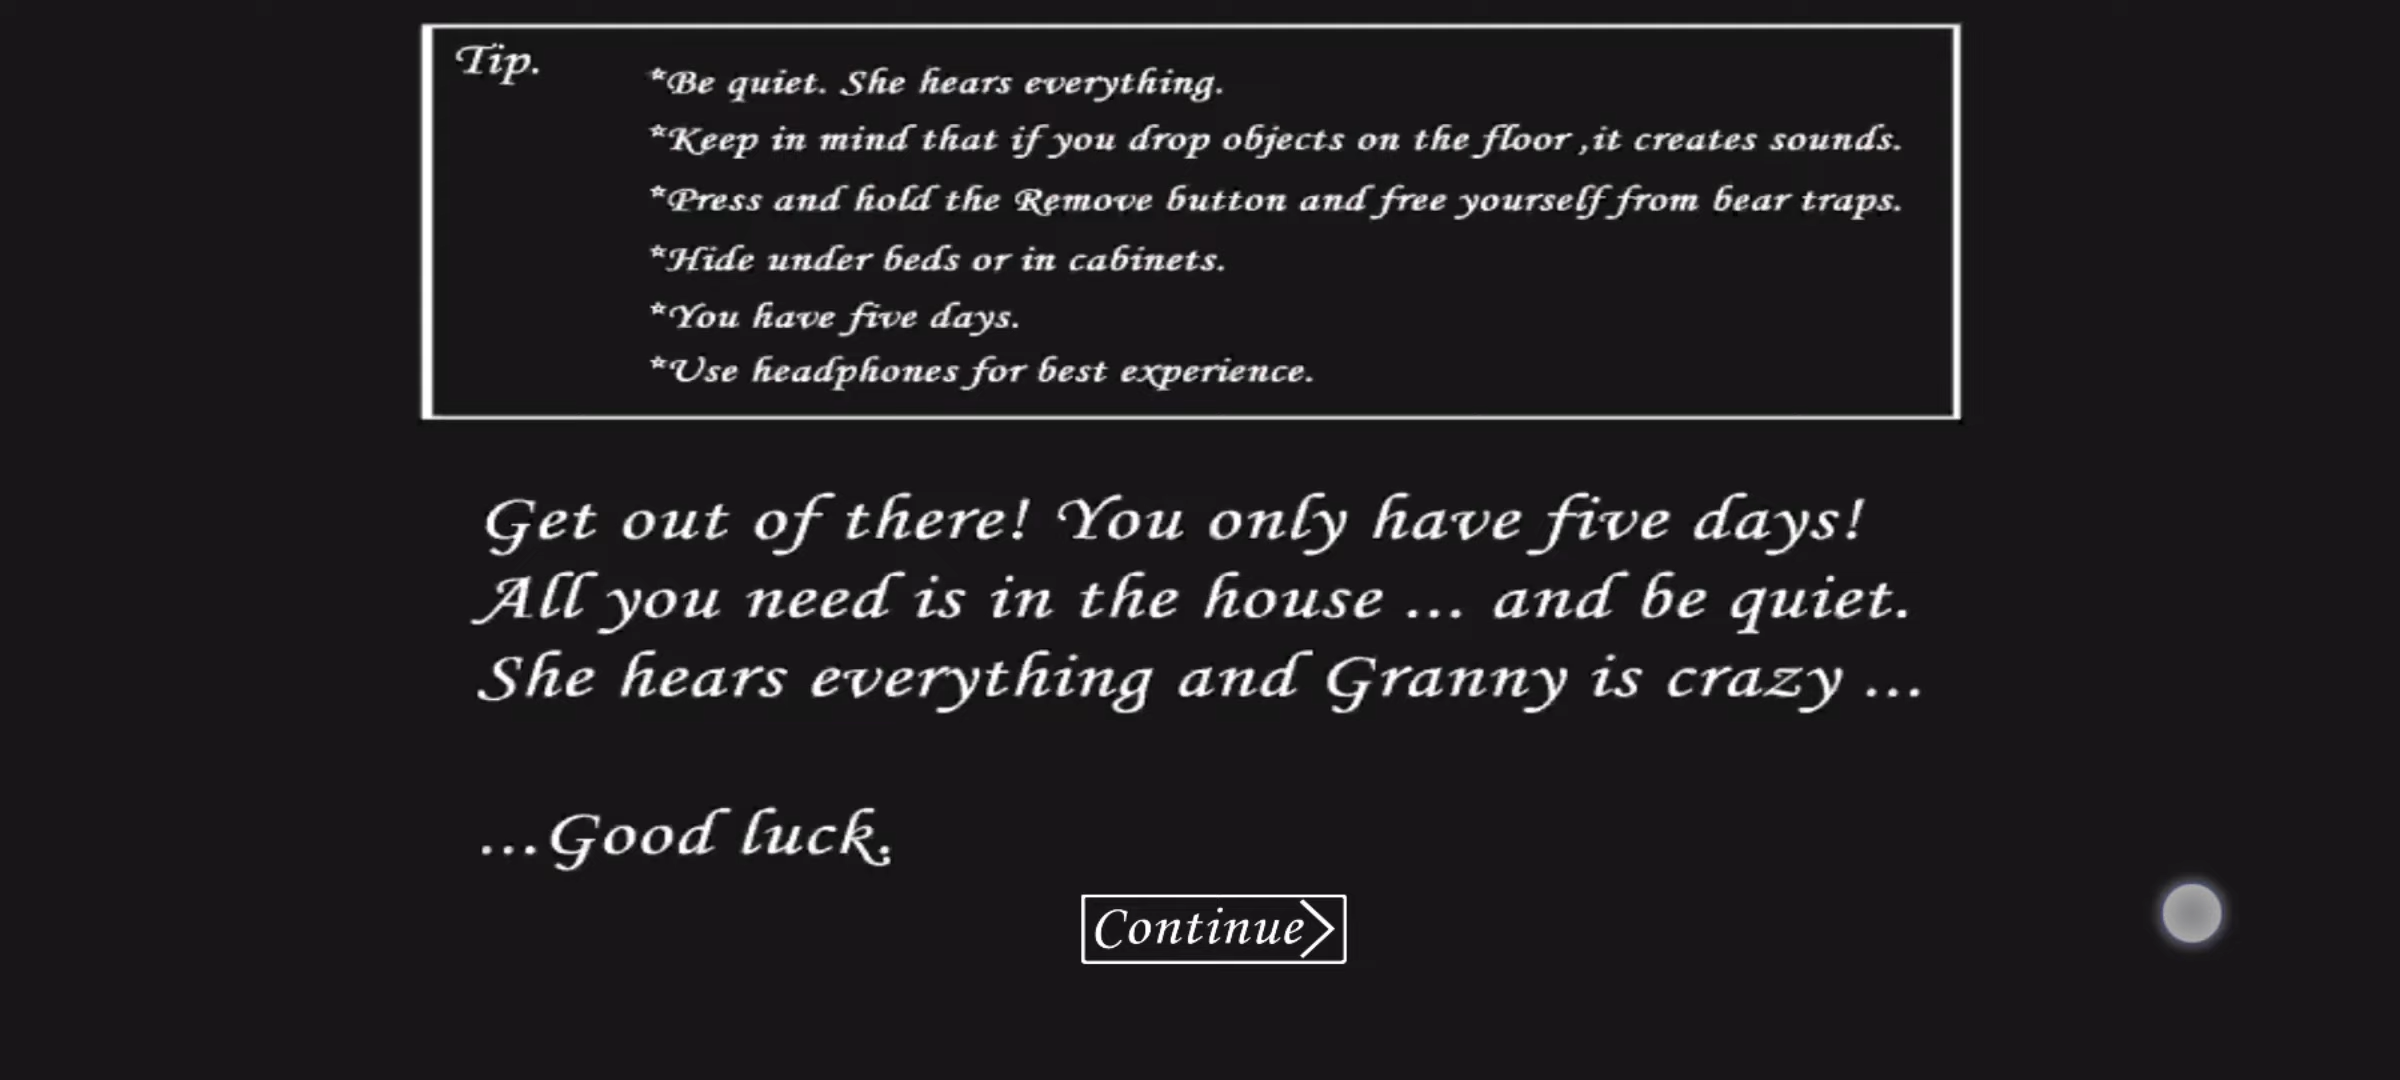 Tip.
*Be quiet. She hears everything.
*Keep in mind that if you drop objects on the floor ,it creates sounds.
*Press and hold the Remove button and free yourself from bear traps.
*Hide under beds or in cabinets.
*You have five days.
*Use headphones for best experience.
Get out of there! You only have five days!
All you need is in the house ... and be quiet.
She hears everything and Granny is crazy ...
...Good luck.
Continue>